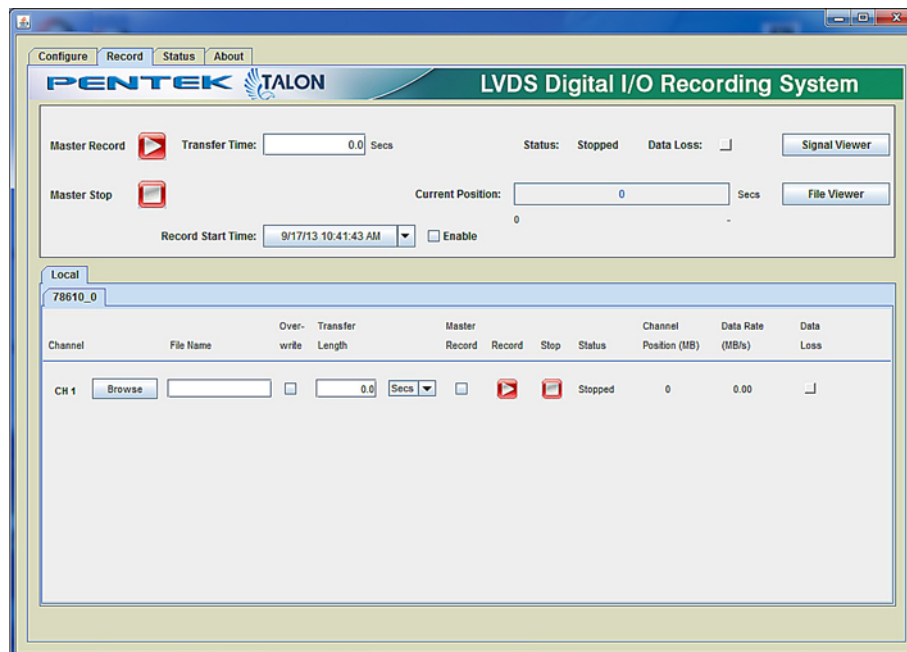 Configure Record Status About
PENTEK TALON LVDS Digital I/O Recording System
Master Record Transfer Time: 0.0 Secs Status: Stopped Data Loss: Signal Viewer
Master Stop Current Position: 0 Secs File Viewer
0 -
Record Start Time: 9/17/13 10:41:43 AM Enable
Local
78610_0
Over- Transfer Master Channel Data Rate Data
Channel File Name write Length Record Record Stop Status Position (MB) (MB/s) Loss
CH 1 Browse 0.0 Secs Stopped 0 0.00